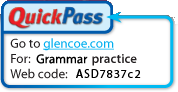 QuickPass
Go to glencoe.com
For: Grammar practice
Web code: ASD7837c2